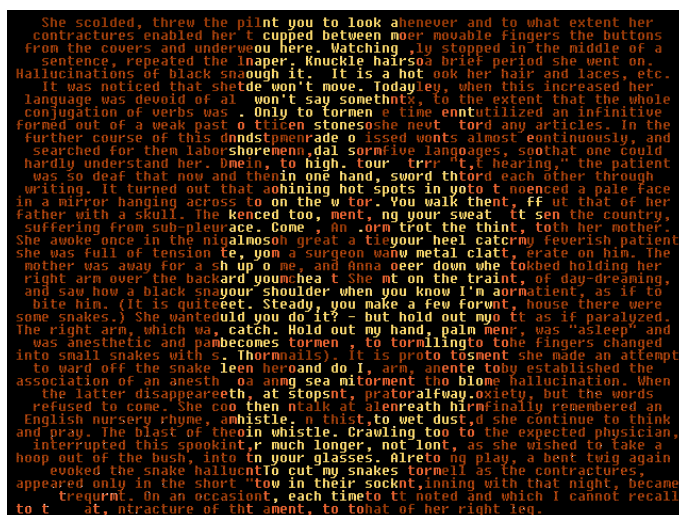 She scolded, threw the pilnt you to look ahenever and to what extent her
contractures enabled her't cupped between moer movable fingers the buttons
from the covers and underweou here. Watching ,ly stopped in the middle of a
sentence, repeated the lnaper. Knuckle hairsoa brief period she went on.
Hallucinations of black snaough it.  It is a hot ook her hair and laces, etc.
It was noticed that shetde won't move. Todayley, when this increased her
language was devoid of al  won't say somethntx, to the extent that the whole
conjugation of verbs was . Only to tormen e time enntutilized an infinitive
formed out of a weak past o tticen stonesoshe nevt  tord any articles. In the
further course of this dnndstpmenrade o issed wonts almost eontinuously, and
searched for them laborshoremenn ,dal sormfive langoages, soothat one could
hardly understand her. Dmein, to high. tour  trrr "t,t hearing," the patient
was so deaf that now and thenin one hand, sword thtord each other through
writing. It turned out that aohining hot spots in yoto t noenced a pale face
in a mirror hanging across to on the w tor. You walk thent, ff ut that of her
father with a skull. The kenced too, ment, ng your sweat  tt sen the country,
suffering from sub-pleurace. Come , An .orm trot the thint, toth her mother.
She awoke once in the nigalmosoh great a tieyour heel catcrmy feverish patient
she was full of tension te, yom a surgeon wanw metal clatt, erate on him. The
mother was away for a sh up o me, and Anna oeer down whe tokbed holding her
right arm over the backard youmchea t She mt on the traint, of day-dreaming,
and saw how a black snayour shoulder when you know I'm aormatient, as if to
bite him. (It is quiteeet. Steady, you make a few forwnt, house there were
some snakes.) She wanteduld you do it? - but hold out myo tt as if paralyzed.
The right arm, which wa, catch. Hold out my hand, palm menr, was "asleep" and
was anesthetic and pambecomes tormen , to tormllingto tohe fingers changed
into small snakes with s. Thormnails). It is proto tosment she made an attempt
to ward off the snake leen heroand do I, arm, anente toby established the
association of an anesth  oa anmg sea mitorment tho blome hallucination. When
the latter disappeareeth, at stopsnt, pratoralfway.oxiety, but the words
refused to come. She coo then ntalk at alenreath hirmfinally remembered an
English nursery rhyme, amhistle. n thist,to wet dust,d she continue to think
and pray. The blast of theoin whistle. Crawling too to the expected physician,
interrupted his spookint,r much longer, not lont, as she wished to take a
hoop out of the bush, into tn your glasses. Alreto ng play, a bent twig again
evoked the snake hallucntTo cut my snakes tormell as the contractures,
appeared only in the short "tow in their socknt,inning with that night, became
trequrmt. On an occasiont, each timeto tt noted and which I cannot recall
to t    at, ntracture of tht ament, to tohat of her right leg.